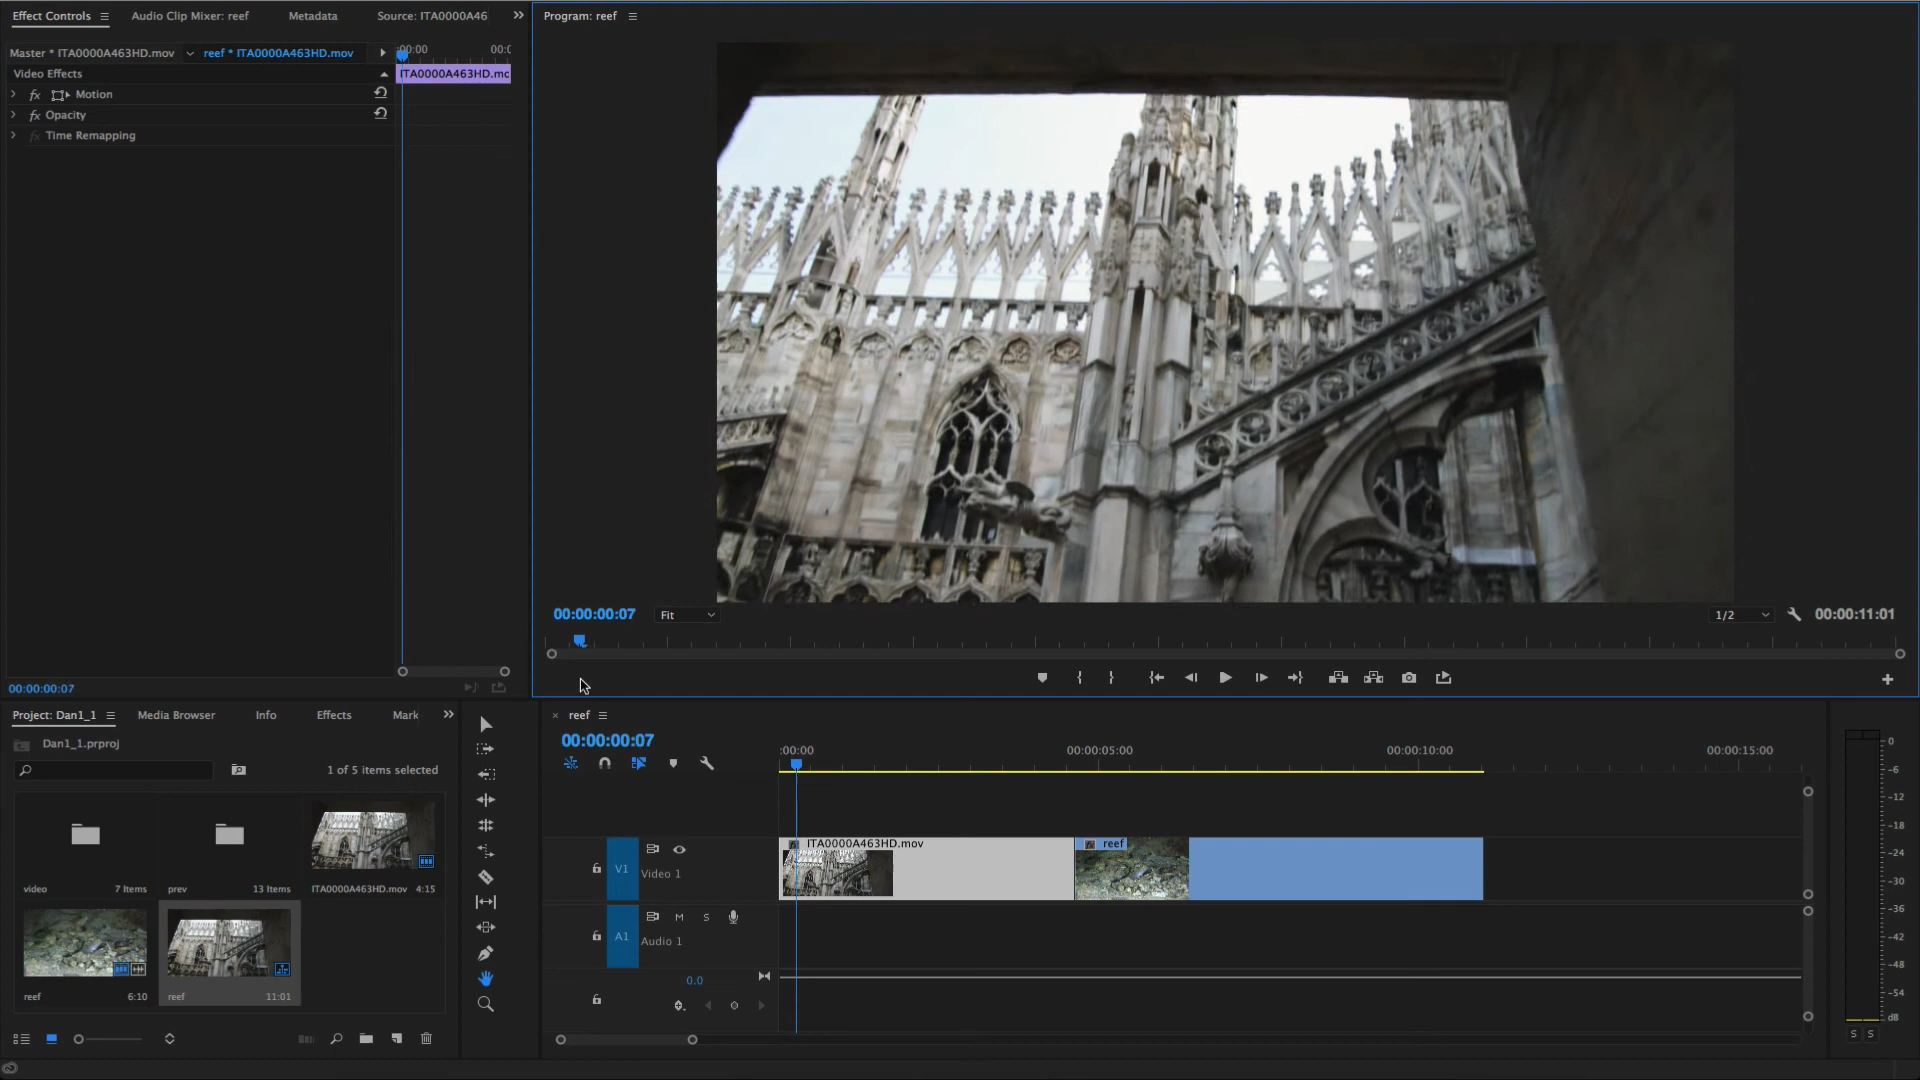 Effect Controls Audio Clip Mixer: reef Metadata Source: ITA0000A46 Program: reef
Master * ITA0000A463HD.mov reef * ITA0000A463HD.mov :00:00 00:0
Video Effects ITA0000A463HD.mo
fx Motion
fx Opacity
fx Time Remapping
00:00:00:07 Fit 1/2 00:00:11:01
00:00:00:07
Project: Dan1_1 Media Browser Info Effects Mark
Dan1_1.prproj
1 of 5 items selected
video 7 Items
prev 13 Items
ITA0000A463HD.mov 4:15
reef 6:10
reef 11:01
reef
00:00:00:07
:00:00 00:00:05:00 00:00:10:00 00:00:15:00
V1 Video 1
ITA0000A463HD.mov reef
A1 M S Audio 1
0.0
0
-6
-12
-18
-24
-30
-36
-42
-48
-54
dB
S S